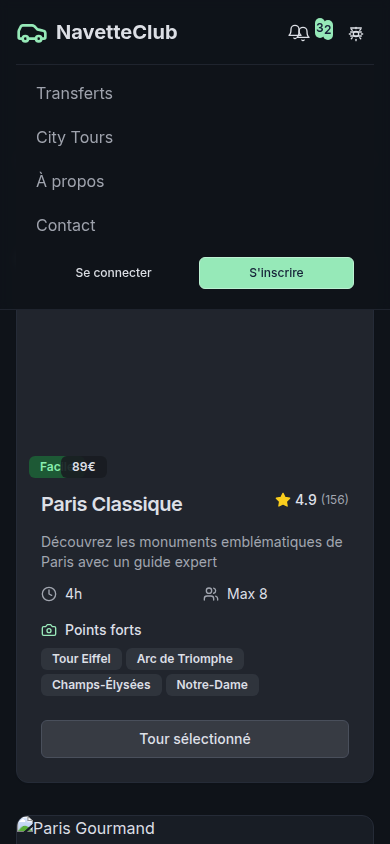 NavetteClub
32
Transferts
City Tours
À propos
Contact
Se connecter
S'inscrire
Fac
89€
Paris Classique
4.9 (156)
Découvrez les monuments emblématiques de
Paris avec un guide expert
4h
Max 8
Points forts
Tour Eiffel
Arc de Triomphe
Champs-Élysées
Notre-Dame
Tour sélectionné
Paris Gourmand